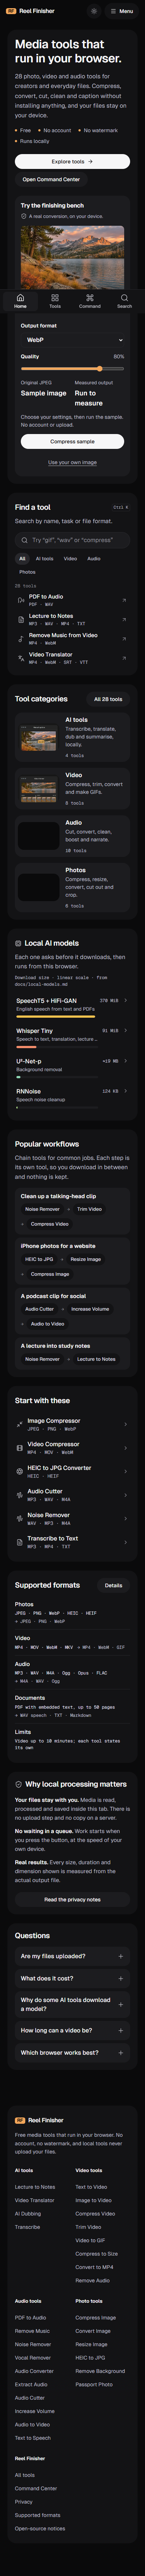 RF Reel Finisher
Menu
Media tools that
run in your browser.
28 photo, video and audio tools for
creators and everyday files. Compress,
convert, cut, clean and caption without
installing anything, and your files stay
on your device.
Free
No account
No watermark
Runs locally
Explore tools
Open Command Center
Try the finishing bench
A real conversion, on your device.
Home
Tools
Command
Search
Output format
WebP
Quality
80%
Original JPEG
Measured output
Sample image
Run to
measure
Choose your settings, then run the sample.
No account or upload.
Compress sample
Use your own image
Find a tool
Ctrl K
Search by name, task or file format.
Try "gif", "wav" or "compress"
All
AI tools
Video
Audio
Photos
28 tools
PDF to Audio
PDF · WAV
Lecture to Notes
MP3 · WAV · MP4 · TXT
Remove Music from Video
MP4 · WebM
Video Translator
MP4 · WebM · SRT · VTT
Tool categories
All 28 tools
AI tools
Transcribe, translate,
dub and summarise,
locally.
4 tools
Video
Compress, trim, convert
and make GIFs.
8 tools
Audio
Cut, convert, clean,
boost and narrate.
10 tools
Photos
Compress, resize,
convert, cut out and
crop.
6 tools
Local AI models
Each one asks before it downloads, then
runs from this browser.
Download size · linear scale · from
docs/local-models.md
SpeechT5 + HiFi-GAN
English speech from text and PDFs
Whisper Tiny
91 MiB
Speech to text, translation, lecture ...
U²-Net-p
Background removal
RNNoise
124 KB
Speech noise cleanup
Popular workflows
Chain tools for common jobs. Each step is
its own tool, so you can download in between
and nothing is kept.
Clean up a talking-head clip
Noise Remover
Trim Video
Compress Video
iPhone photos for a website
HEIC to JPG
Resize Image
Compress Image
A podcast clip for social
Audio Cutter
Increase Volume
Audio to Video
A lecture into study notes
Noise Remover
Lecture to Notes
Start with these
Image Compressor
JPEG · PNG · WebP
Video Compressor
MP4 · MOV · WebM
HEIC to JPG Converter
HEIC · HEIF
Audio Cutter
MP3 · WAV · M4A
Noise Remover
WAV · MP3 · M4A
Transcribe to Text
MP3 · MP4 · TXT
Supported formats
Details
Photos
JPEG · PNG · WebP · HEIC · HEIF
→ JPEG · PNG · WebP
Video
MP4 · MOV · WebM · MKV → MP4 · WebM · GIF
Audio
MP3 · WAV · M4A · Ogg · Opus · FLAC
→ M4A · WAV · Ogg
Documents
PDF with embedded text, up to 50 pages
→ WAV speech · TXT · Markdown
Limits
Video up to 10 minutes; each tool states
its own
Why local processing matters
Your files stay with you. Media is read,
processed and saved inside this tab. There is
no upload step and no copy on a server.
No waiting in a queue. Work starts when
you press the button, at the speed of your
own device.
Real results. Every size, duration and
dimension shown is measured from the
actual output file.
Read the privacy notes
Questions
Are my files uploaded?
What does it cost?
Why do some AI tools download
a model?
How long can a video be?
Which browser works best?
RF Reel Finisher
Free media tools that run in your browser. No
account, no watermark, and local tools never
upload your files.
AI tools
Lecture to Notes
Video Translator
AI Dubbing
Transcribe
Video tools
Text to Video
Image to Video
Compress Video
Trim Video
Video to GIF
Compress to Size
Convert to MP4
Remove Audio
Audio tools
PDF to Audio
Remove Music
Noise Remover
Vocal Remover
Audio Converter
Extract Audio
Audio Cutter
Increase Volume
Audio to Video
Text to Speech
Photo tools
Compress Image
Convert Image
Resize Image
HEIC to JPG
Remove Background
Passport Photo
Reel Finisher
All tools
Command Center
Privacy
Supported formats
Open-source notices